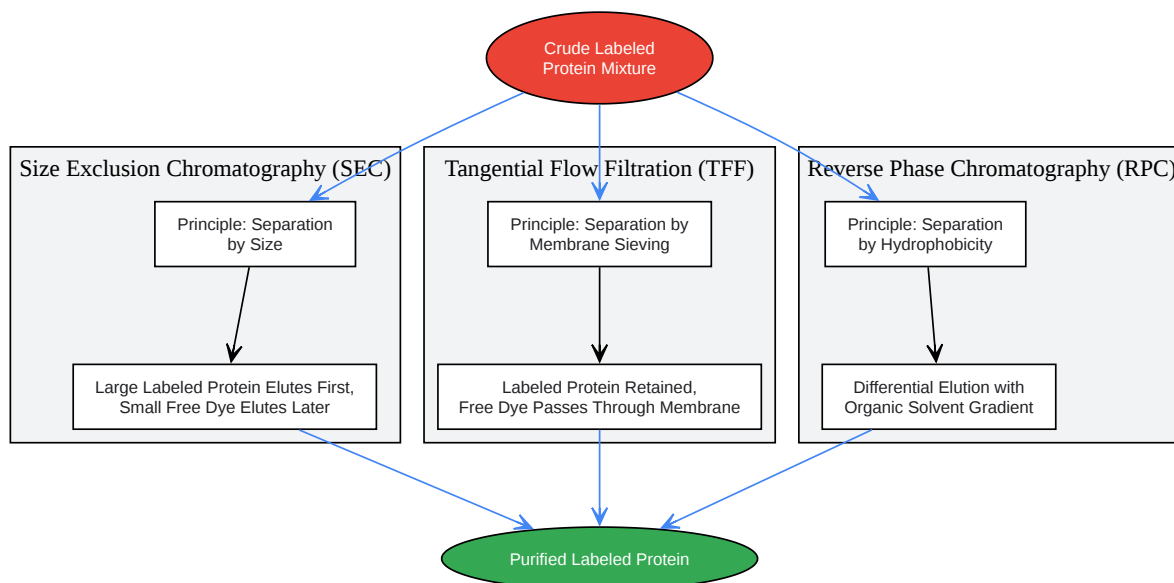 Crude Labeled
Protein Mixture
Size Exclusion Chromatography (SEC)
Tangential Flow Filtration (TFF)
Reverse Phase Chromatography (RPC)
Principle: Separation
by Size
Principle: Separation by
Membrane Sieving
Principle: Separation
by Hydrophobicity
Large Labeled Protein Elutes First,
Small Free Dye Elutes Later
Labeled Protein Retained,
Free Dye Passes Through Membrane
Differential Elution with
Organic Solvent Gradient
Purified Labeled Protein